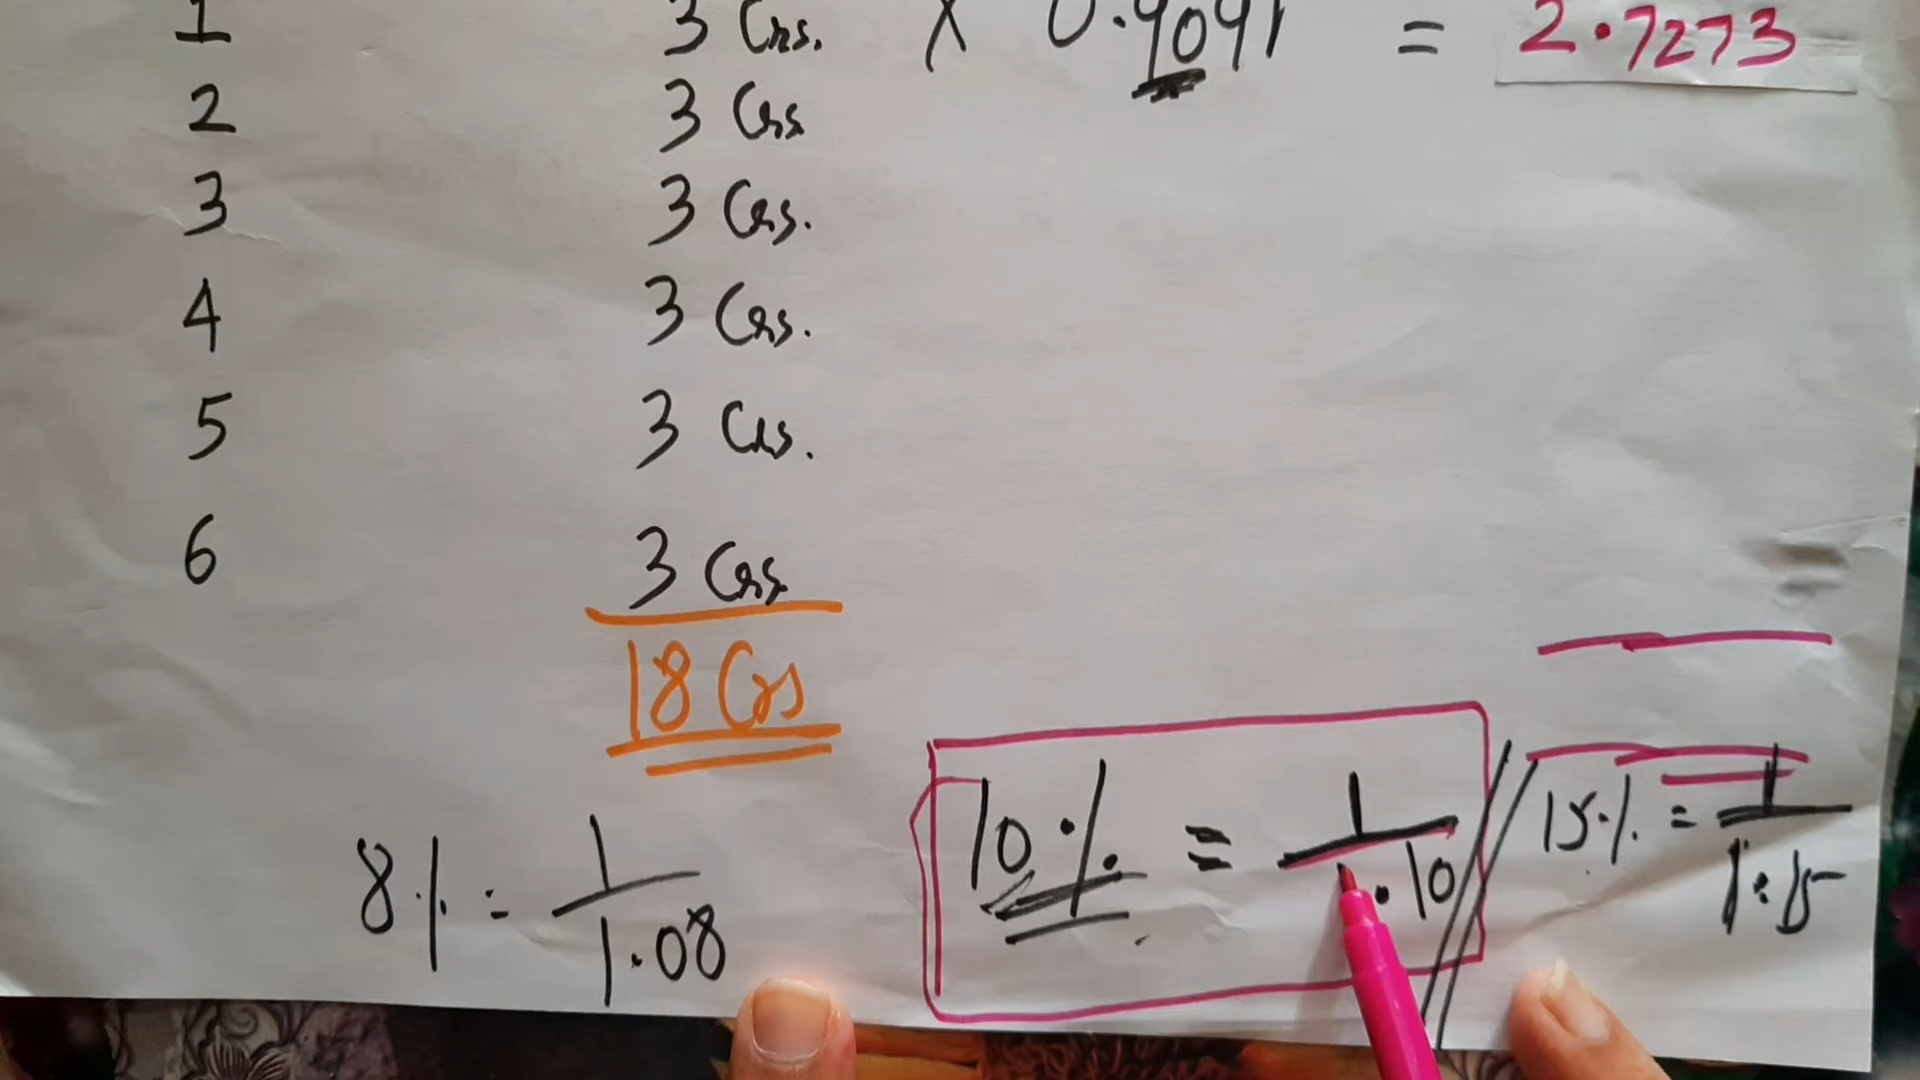 1 3 Crs. X 0.9091 = 2.7273
2 3 Crs
3 3 Crs.
4 3 Crs.
5 3 Crs.
6 3 Crs.
18 Crs
8% = 1/1.08
10% = 1/1.10
15% = 1/1.15